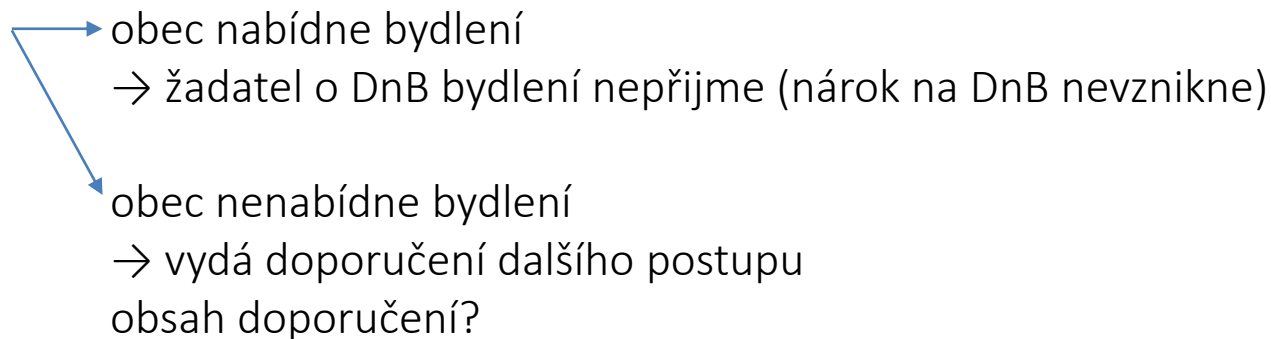 obec nabídne bydlení
→ žadatel o DnB bydlení nepřijme (nárok na DnB nevznikne)
obec nenabídne bydlení
→ vydá doporučení dalšího postupu
obsah doporučení?